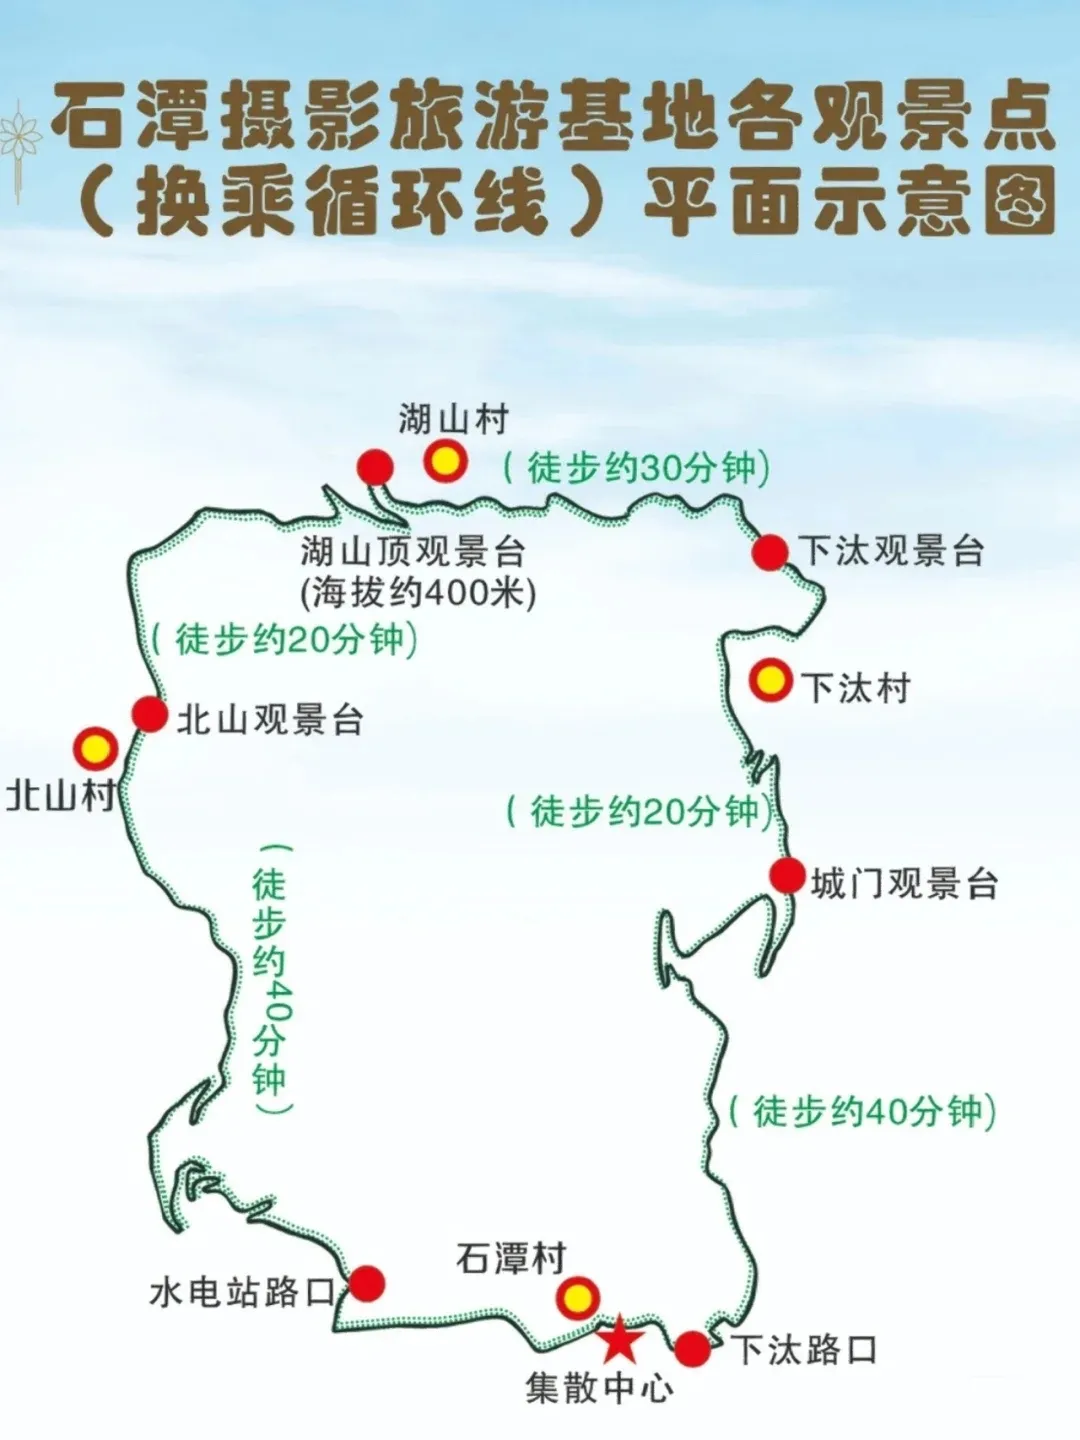 石潭摄影旅游基地各观景点
（换乘循环线）平面示意图
湖山村
(徒步约30分钟)
湖山顶观景台
(海拔约400米)
下汰观景台
(徒步约20分钟)
下汰村
北山观景台
北山村
(徒步约20分钟)
城门观景台
(徒步约40分钟)
(徒步约40分钟)
石潭村
水电站路口
下汰路口
集散中心